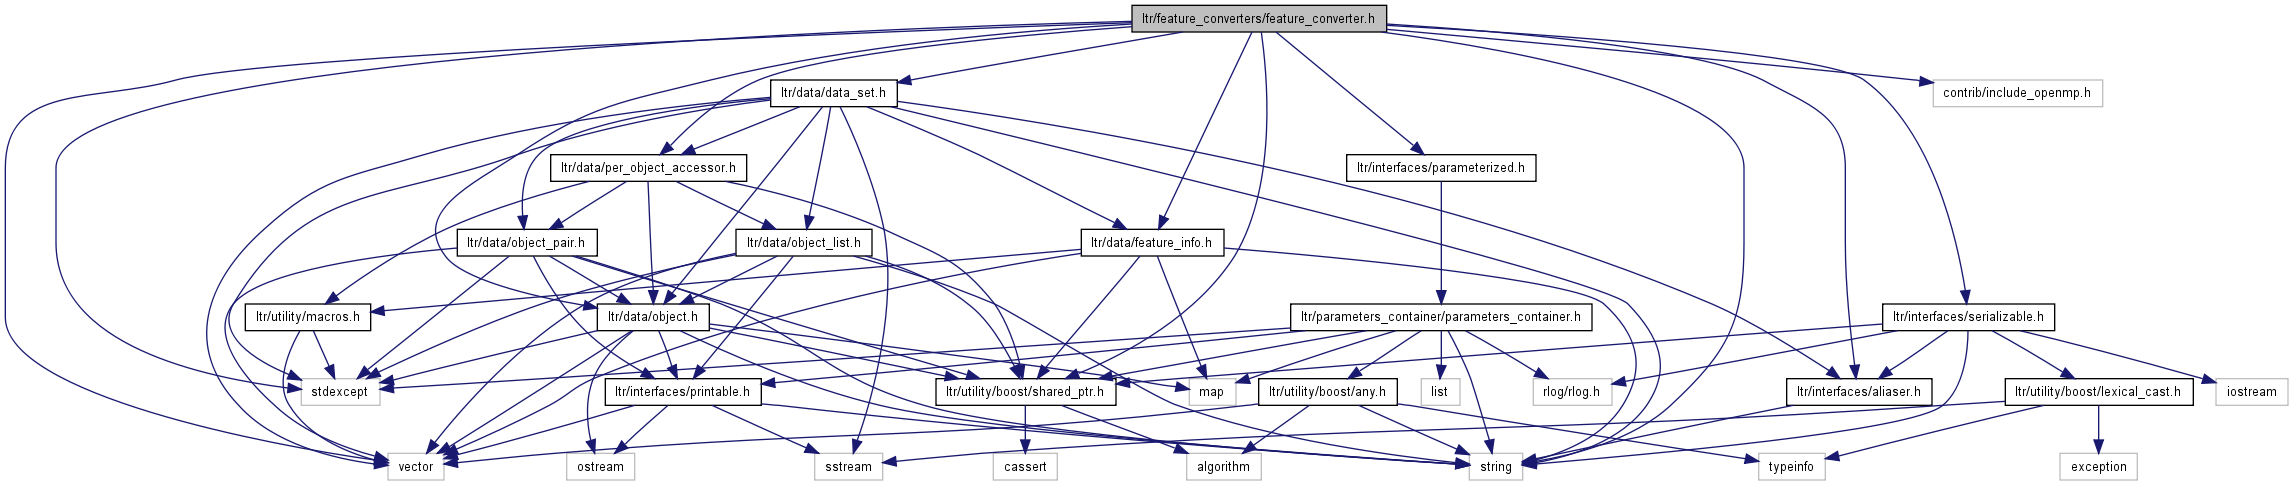 ltr/feature_converters/feature_converter.h
ltr/data/data_set.h
contrib/include_openmp.h
ltr/data/per_object_accessor.h
ltr/interfaces/parameterized.h
ltr/data/object_pair.h
ltr/data/object_list.h
ltr/data/feature_info.h
ltr/utility/macros.h
ltr/data/object.h
ltr/parameters_container/parameters_container.h
ltr/interfaces/serializable.h
stdexcept
ltr/interfaces/printable.h
ltr/utility/boost/shared_ptr.h
map
ltr/utility/boost/any.h
list
rlog/rlog.h
ltr/interfaces/aliaser.h
ltr/utility/boost/lexical_cast.h
iostream
vector
ostream
sstream
cassert
algorithm
string
typeinfo
exception